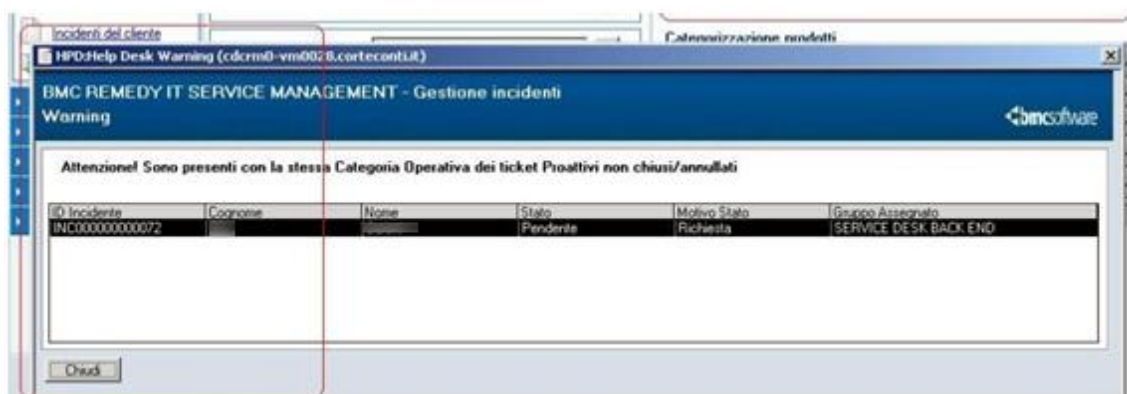 Incidenti del cliente
Categorizzazione prodotti
HPD:Help Desk Warning (cdcrm0-vm0028.corteconti.it)
BMC REMEDY IT SERVICE MANAGEMENT - Gestione incidenti
Warning
bmcsoftware
Attenzione! Sono presenti con la stessa Categoria Operativa dei ticket Proattivi non chiusi/annullati
ID Incidente Cognome Nome Stato Motivo Stato Gruppo Assegnato
INC000000000072 Pendente Richiesta SERVICE DESK BACK END
Chiudi